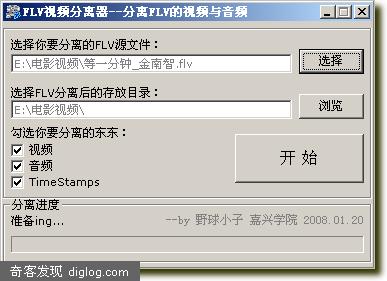 FLV视频分离器--分离FLV的视频与音频
选择你要分离的FLV源文件：
E:\电影视频\等一分钟_金南智.flv
选择
选择FLV分离后的存放目录：
E:\电影视频\
浏览
勾选你要分离的东东：
视频
音频
TimeStamps
开始
分离进度
准备ing...
--by 野球小子 嘉兴学院 2008.01.20
奇客发现 diglog.com